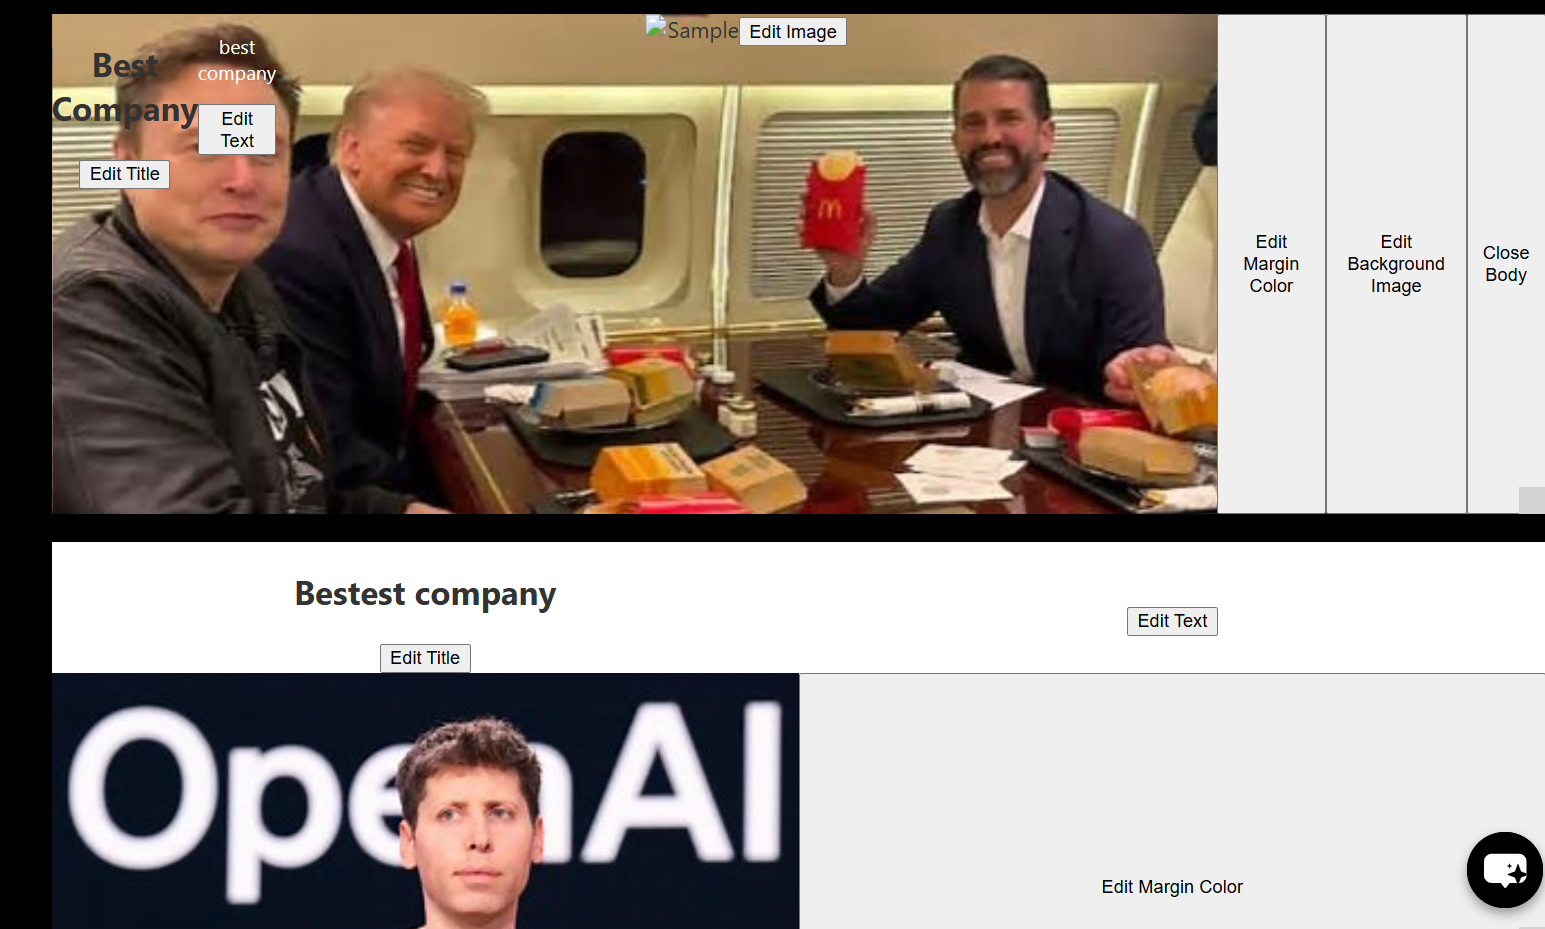 Best
Company
Edit Title
best
company
Edit
Text
Sample
Edit Image
Edit
Margin
Color
Edit
Background
Image
Close
Body
Bestest company
Edit Title
Edit Text
OpenAI
Edit Margin Color